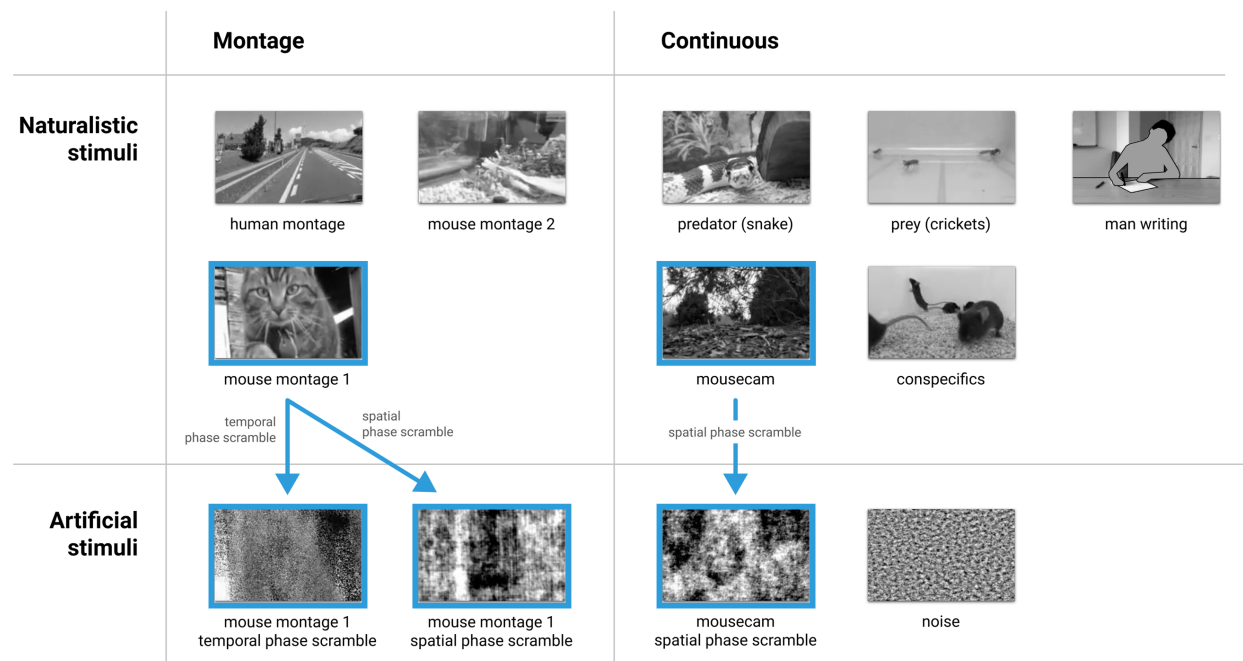 Montage
Continuous
Naturalistic
stimuli
human montage
mouse montage 2
predator (snake)
prey (crickets)
man writing
mouse montage 1
mousecam
conspecifics
temporal
phase scramble
spatial
phase scramble
spatial phase scramble
Artificial
stimuli
mouse montage 1
temporal phase scramble
mouse montage 1
spatial phase scramble
mousecam
spatial phase scramble
noise